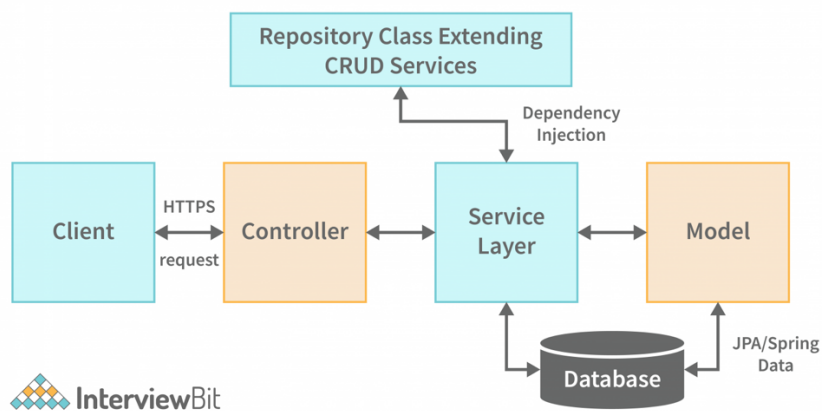 Repository Class Extending
CRUD Services
Dependency
Injection
Client
HTTPS
request
Controller
Service
Layer
Model
JPA/Spring
Data
Database
InterviewBit